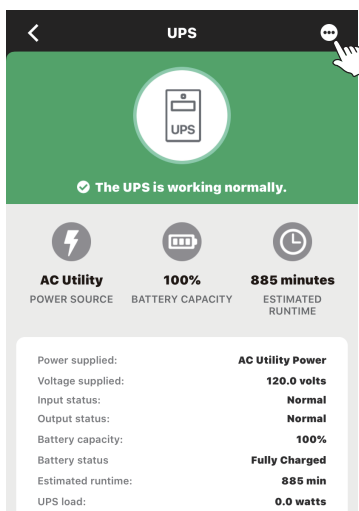 UPS
UPS
The UPS is working normally.
AC Utility 100% 885 minutes
POWER SOURCE BATTERY CAPACITY ESTIMATED
RUNTIME
Power supplied: AC Utility Power
Voltage supplied: 120.0 volts
Input status: Normal
Output status: Normal
Battery capacity: 100%
Battery status Fully Charged
Estimated runtime: 885 min
UPS load: 0.0 watts